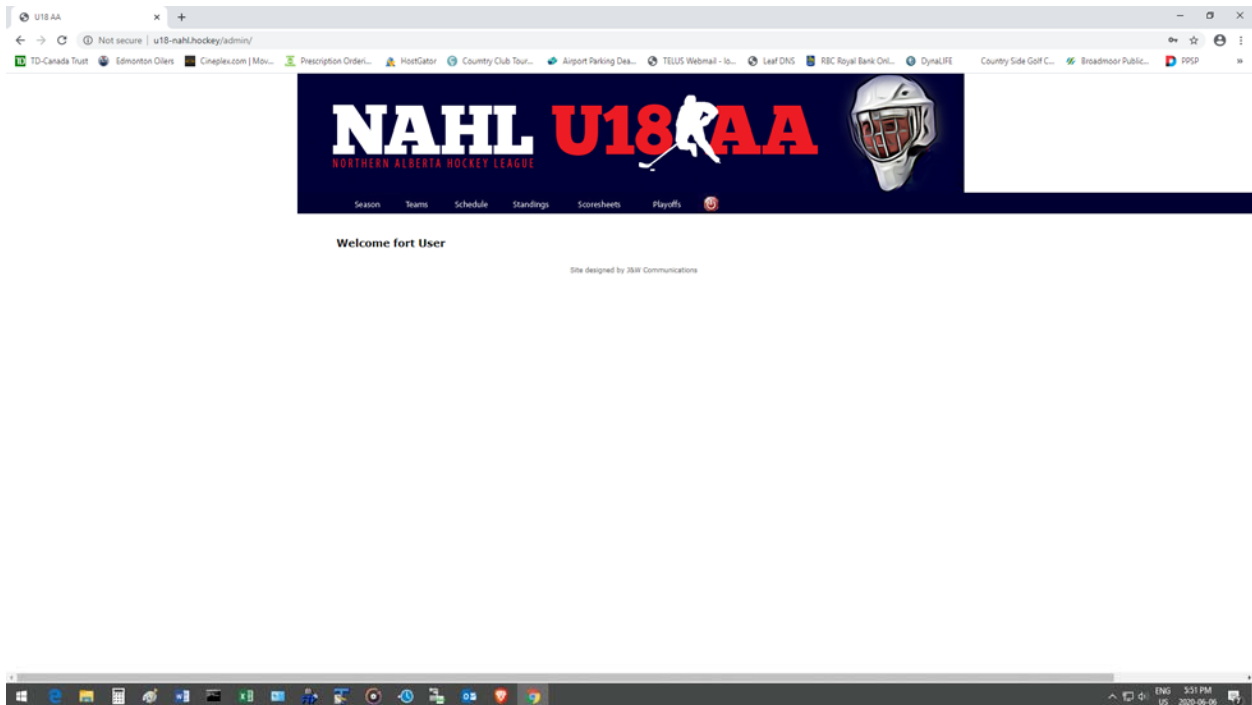 U18 AA
Not secure | u18-nahl.hockey/admin/
TD-Canada Trust Edmonton Oilers Cineplex.com | Mov... Prescription Orderi... HostGator Country Club Tour... Airport Parking Dea... TELUS Webmail - lo... Leaf DNS RBC Royal Bank Onl... DynaLIFE Country Side Golf C... Broadmoor Public... PPSP »
NAHL U18 AA
NORTHERN ALBERTA HOCKEY LEAGUE
Season Teams Schedule Standings Scoresheets Playoffs
Welcome fort User
Site designed by J&W Communications
ENG 5:51 PM
US 2020-06-06